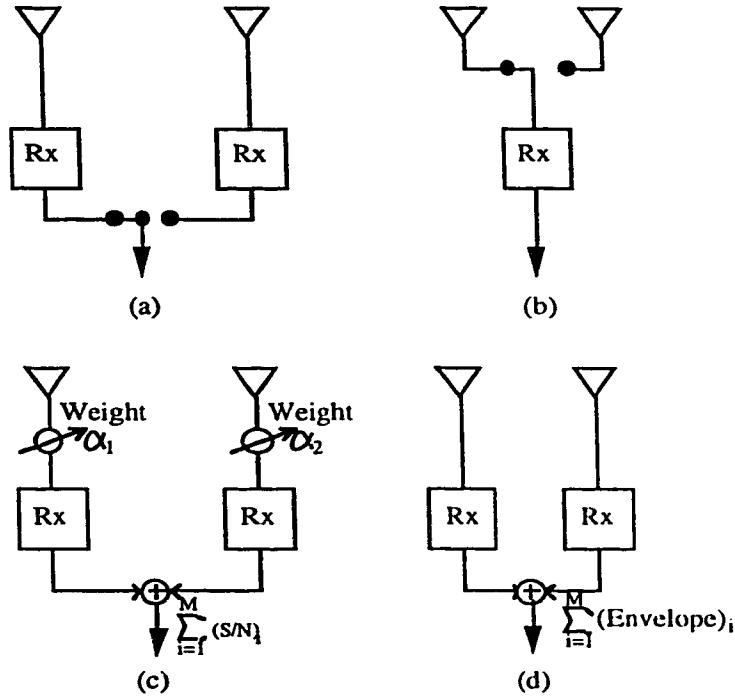 Rx Rx Rx
(a) (b)
Weight Weight
α₁ α₂
Rx Rx Rx Rx
M
∑ (S/N)ᵢ
i=1
M
∑ (Envelope)ᵢ
i=1
(c) (d)